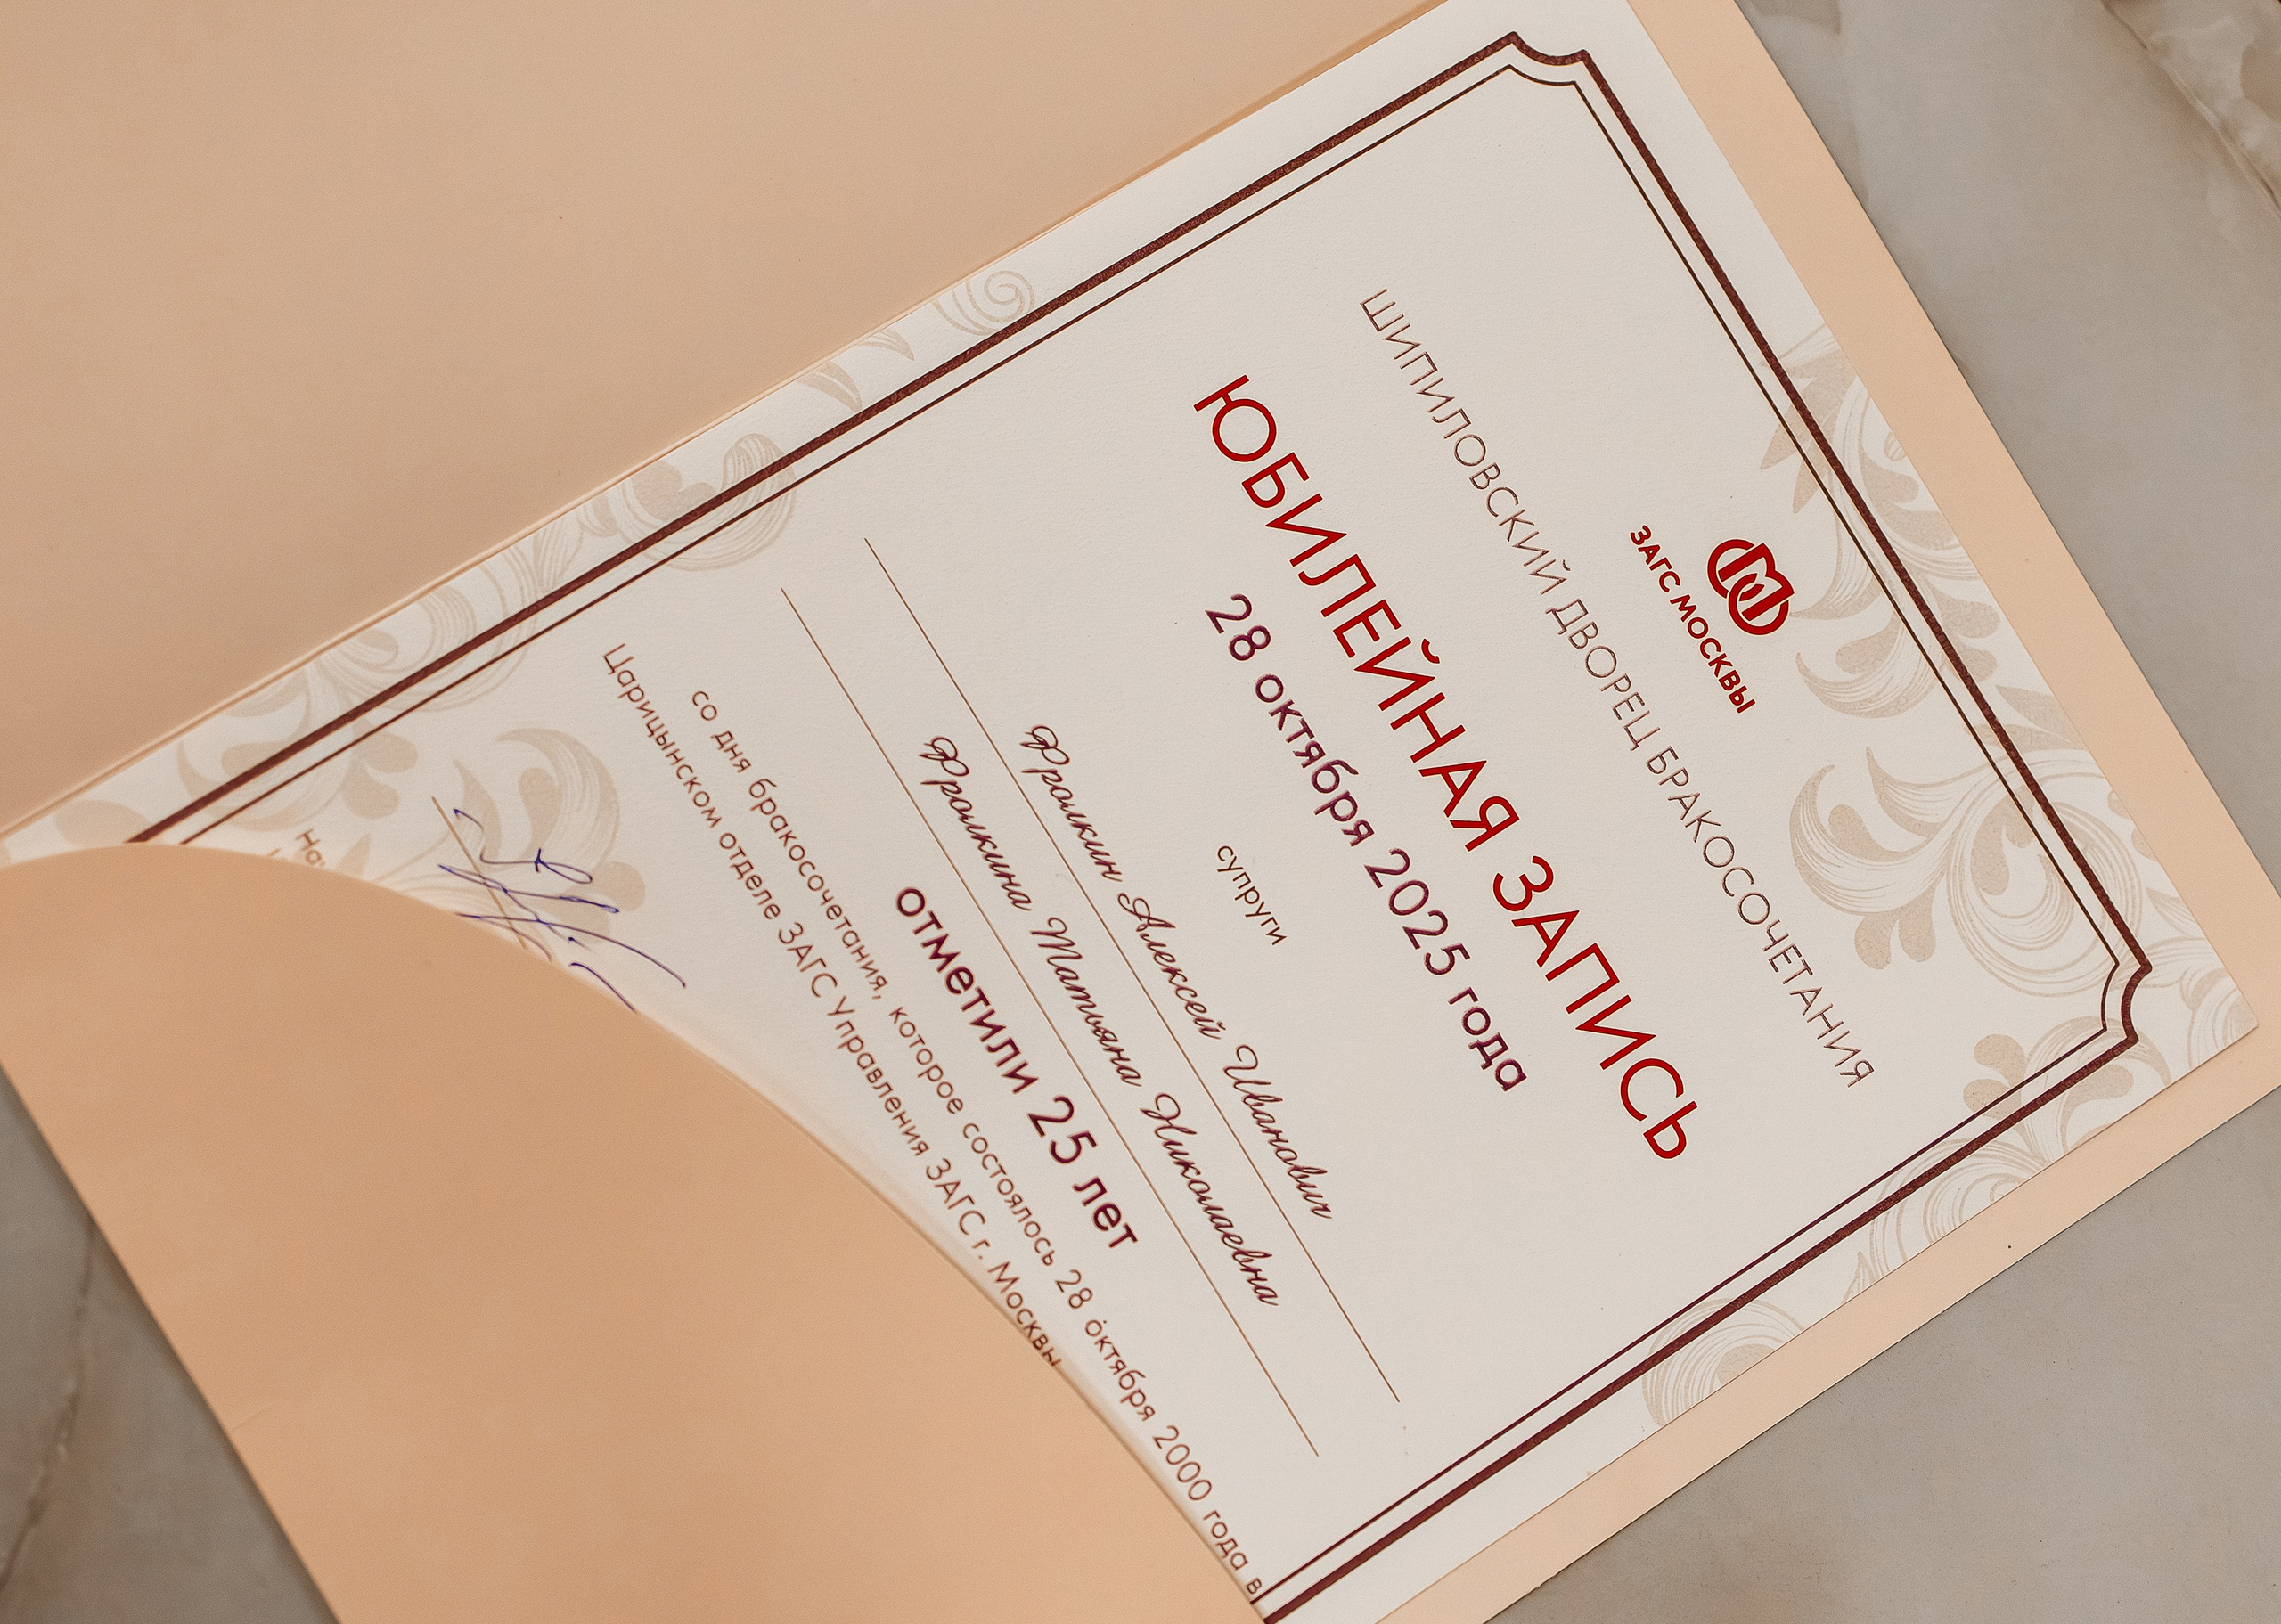 ЗАГС МОСКВЫ
ШИПИЛОВСКИЙ ДВОРЕЦ БРАКОСОЧЕТАНИЯ
ЮБИЛЕЙНАЯ ЗАПИСЬ
28 октября 2025 года
супруги
Фролкин Алексей Иванович
Фролкина Татьяна Николаевна
отметили 25 лет
со дня бракосочетания, которое состоялось 28 октября 2000 года в
Царицынском отделе ЗАГС Управления ЗАГС г. Москвы